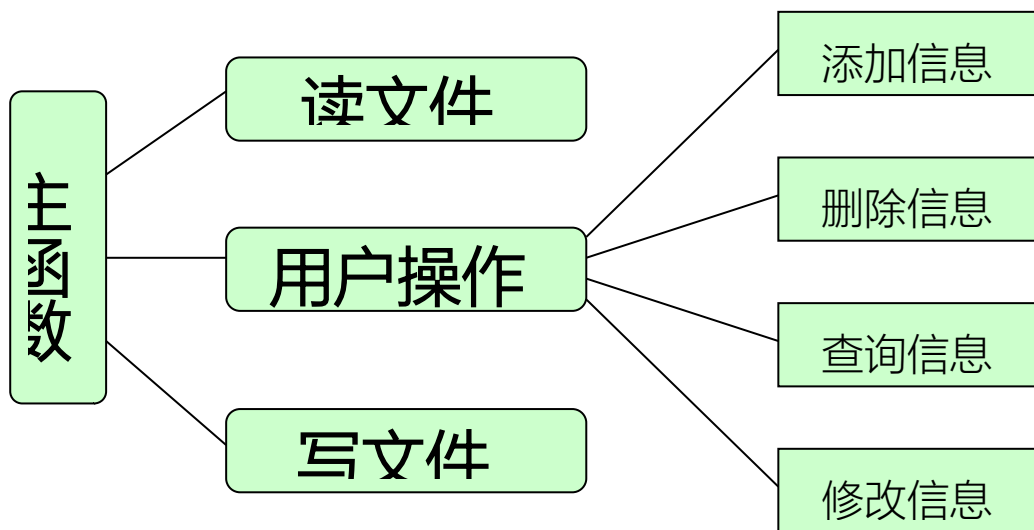 主函数
读文件
用户操作
写文件
添加信息
删除信息
查询信息
修改信息